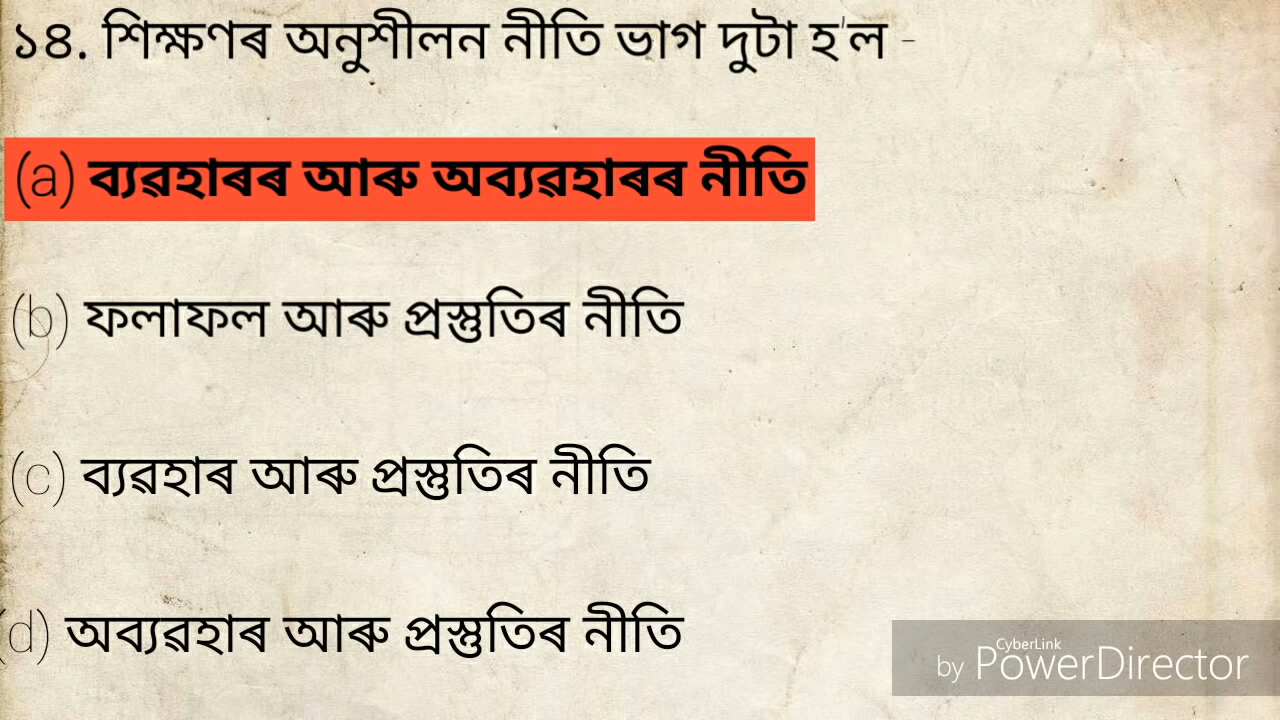 ১৪. শিক্ষণৰ অনুশীলন নীতি ভাগ দুটা হ'ল -
(a) ব্যৱহাৰৰ আৰু অব্যৱহাৰৰ নীতি
(b) ফলাফল আৰু প্ৰস্তুতিৰ নীতি
(c) ব্যৱহাৰ আৰু প্ৰস্তুতিৰ নীতি
(d) অব্যৱহাৰ আৰু প্ৰস্তুতিৰ নীতি
CyberLink
by PowerDirector